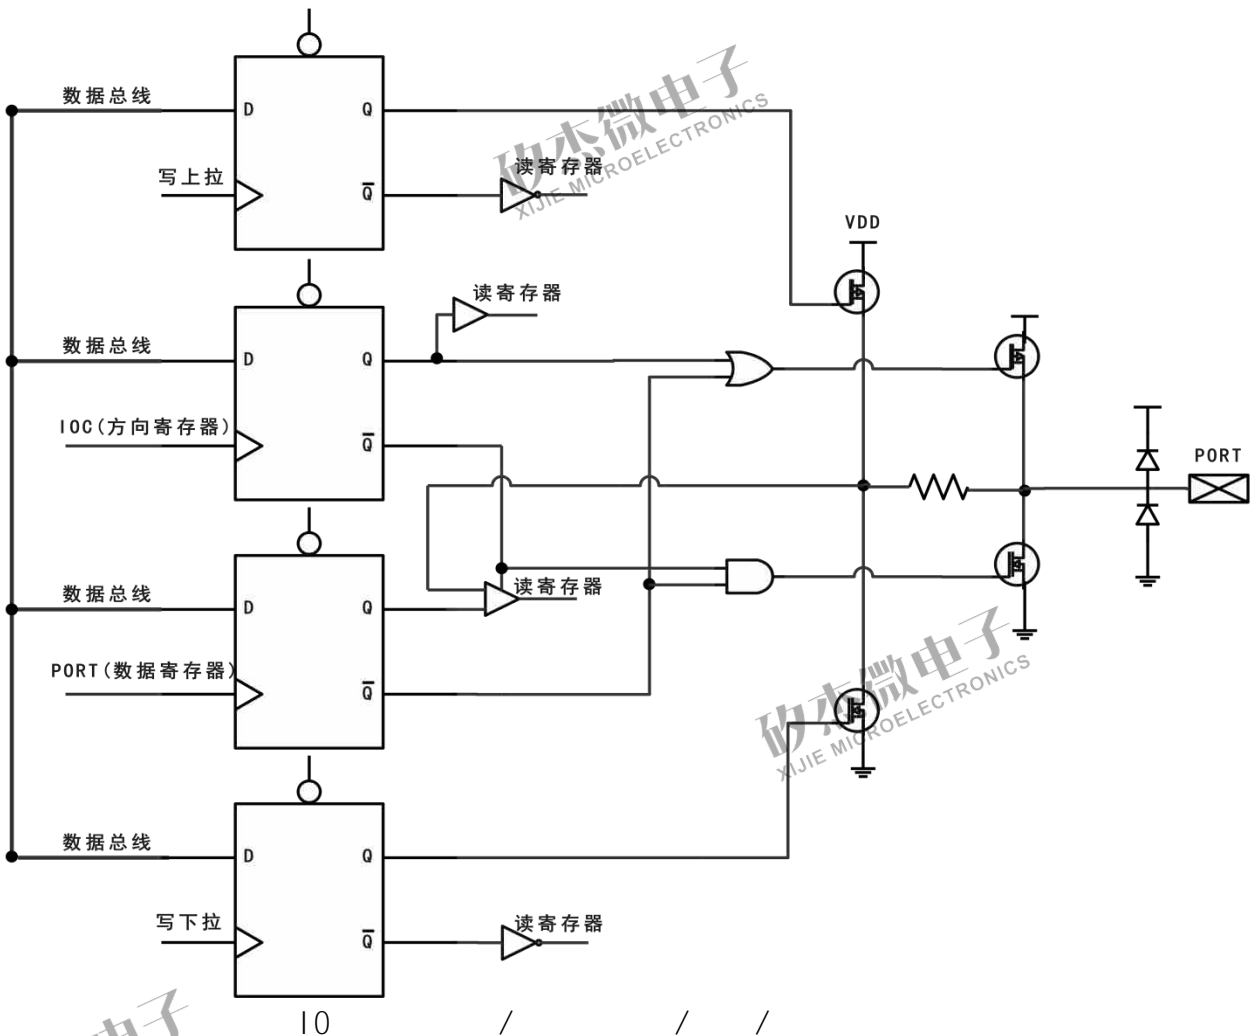 数据总线
D
Q
写上拉
Q
读寄存器
矽杰微电子
XIJIE MICROELECTRONICS
VDD
读寄存器
数据总线
D
Q
IOC(方向寄存器)
Q
PORT
数据总线
D
Q
读寄存器
PORT(数据寄存器)
Q
矽杰微电子
XIJIE MICROELECTRONICS
数据总线
D
Q
写下拉
Q
读寄存器
微电子
IO / / /